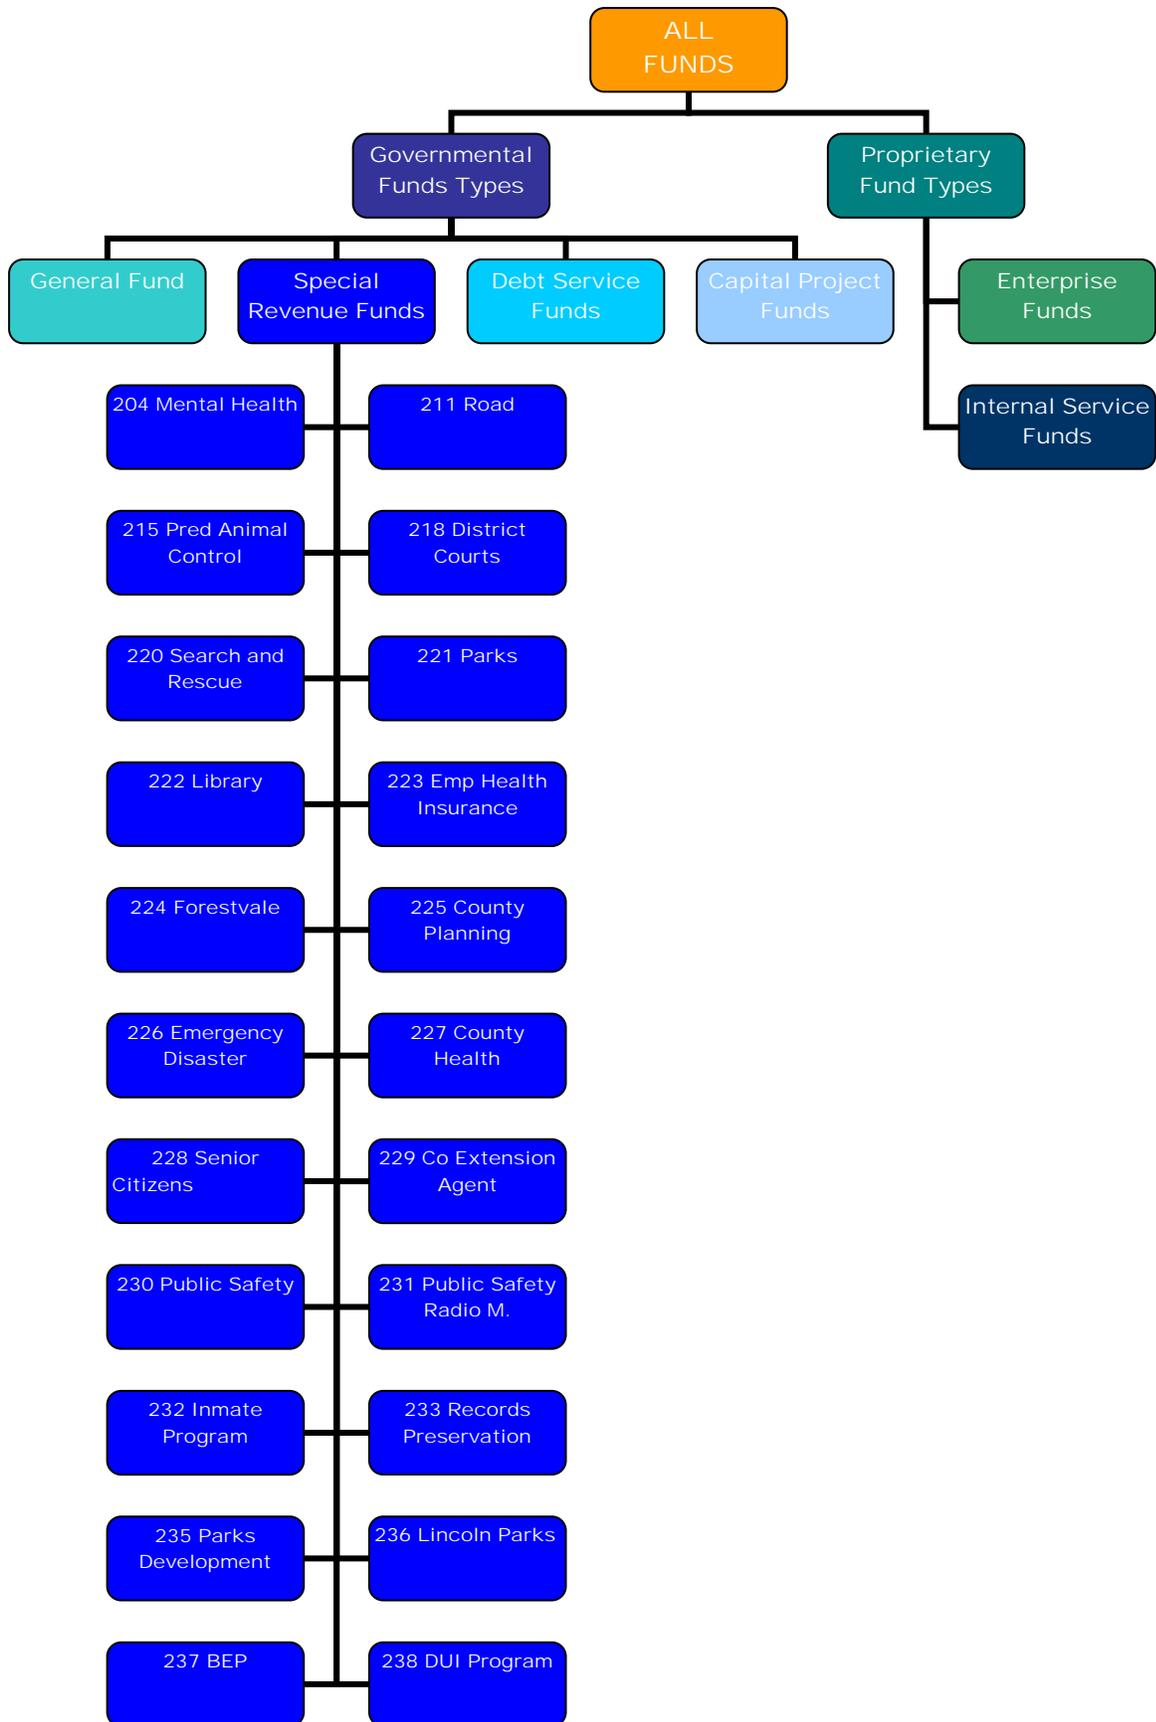 ALL
FUNDS
Governmental
Funds Types
Proprietary
Fund Types
General Fund
Special
Revenue Funds
Debt Service
Funds
Capital Project
Funds
Enterprise
Funds
Internal Service
Funds
204 Mental Health
211 Road
215 Pred Animal
Control
218 District
Courts
220 Search and
Rescue
221 Parks
222 Library
223 Emp Health
Insurance
224 Forestvale
225 County
Planning
226 Emergency
Disaster
227 County
Health
228 Senior
Citizens
229 Co Extension
Agent
230 Public Safety
231 Public Safety
Radio M.
232 Inmate
Program
233 Records
Preservation
235 Parks
Development
236 Lincoln Parks
237 BEP
238 DUI Program